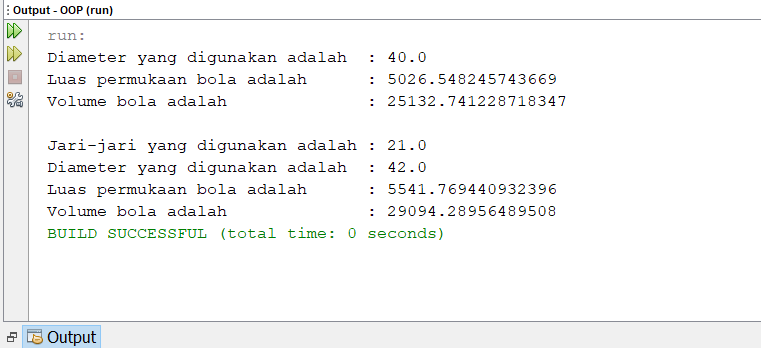 Output - OOP (run)
run:
Diameter yang digunakan adalah : 40.0
Luas permukaan bola adalah : 5026.548245743669
Volume bola adalah : 25132.741228718347
Jari-jari yang digunakan adalah : 21.0
Diameter yang digunakan adalah : 42.0
Luas permukaan bola adalah : 5541.769440932396
Volume bola adalah : 29094.28956489508
BUILD SUCCESSFUL (total time: 0 seconds)
Output